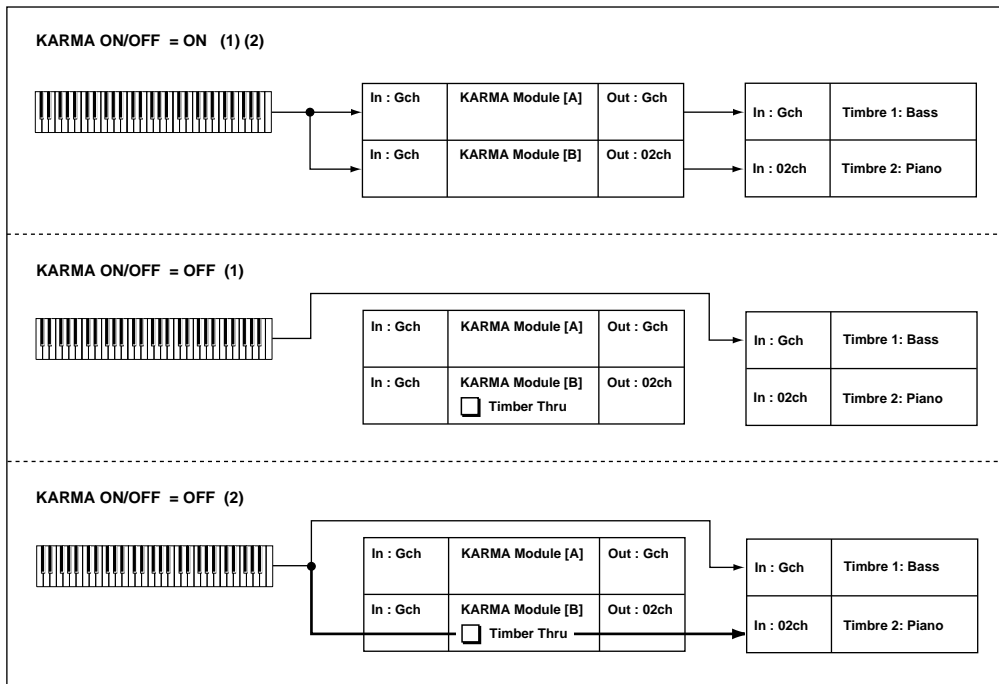 KARMA ON/OFF = ON (1) (2)
In : Gch KARMA Module [A] Out : Gch
In : Gch Timbre 1: Bass
In : Gch KARMA Module [B] Out : 02ch
In : 02ch Timbre 2: Piano
KARMA ON/OFF = OFF (1)
In : Gch KARMA Module [A] Out : Gch
In : Gch Timbre 1: Bass
In : Gch KARMA Module [B] Out : 02ch
Timber Thru
In : 02ch Timbre 2: Piano
KARMA ON/OFF = OFF (2)
In : Gch KARMA Module [A] Out : Gch
In : Gch Timbre 1: Bass
In : Gch KARMA Module [B] Out : 02ch
Timber Thru
In : 02ch Timbre 2: Piano